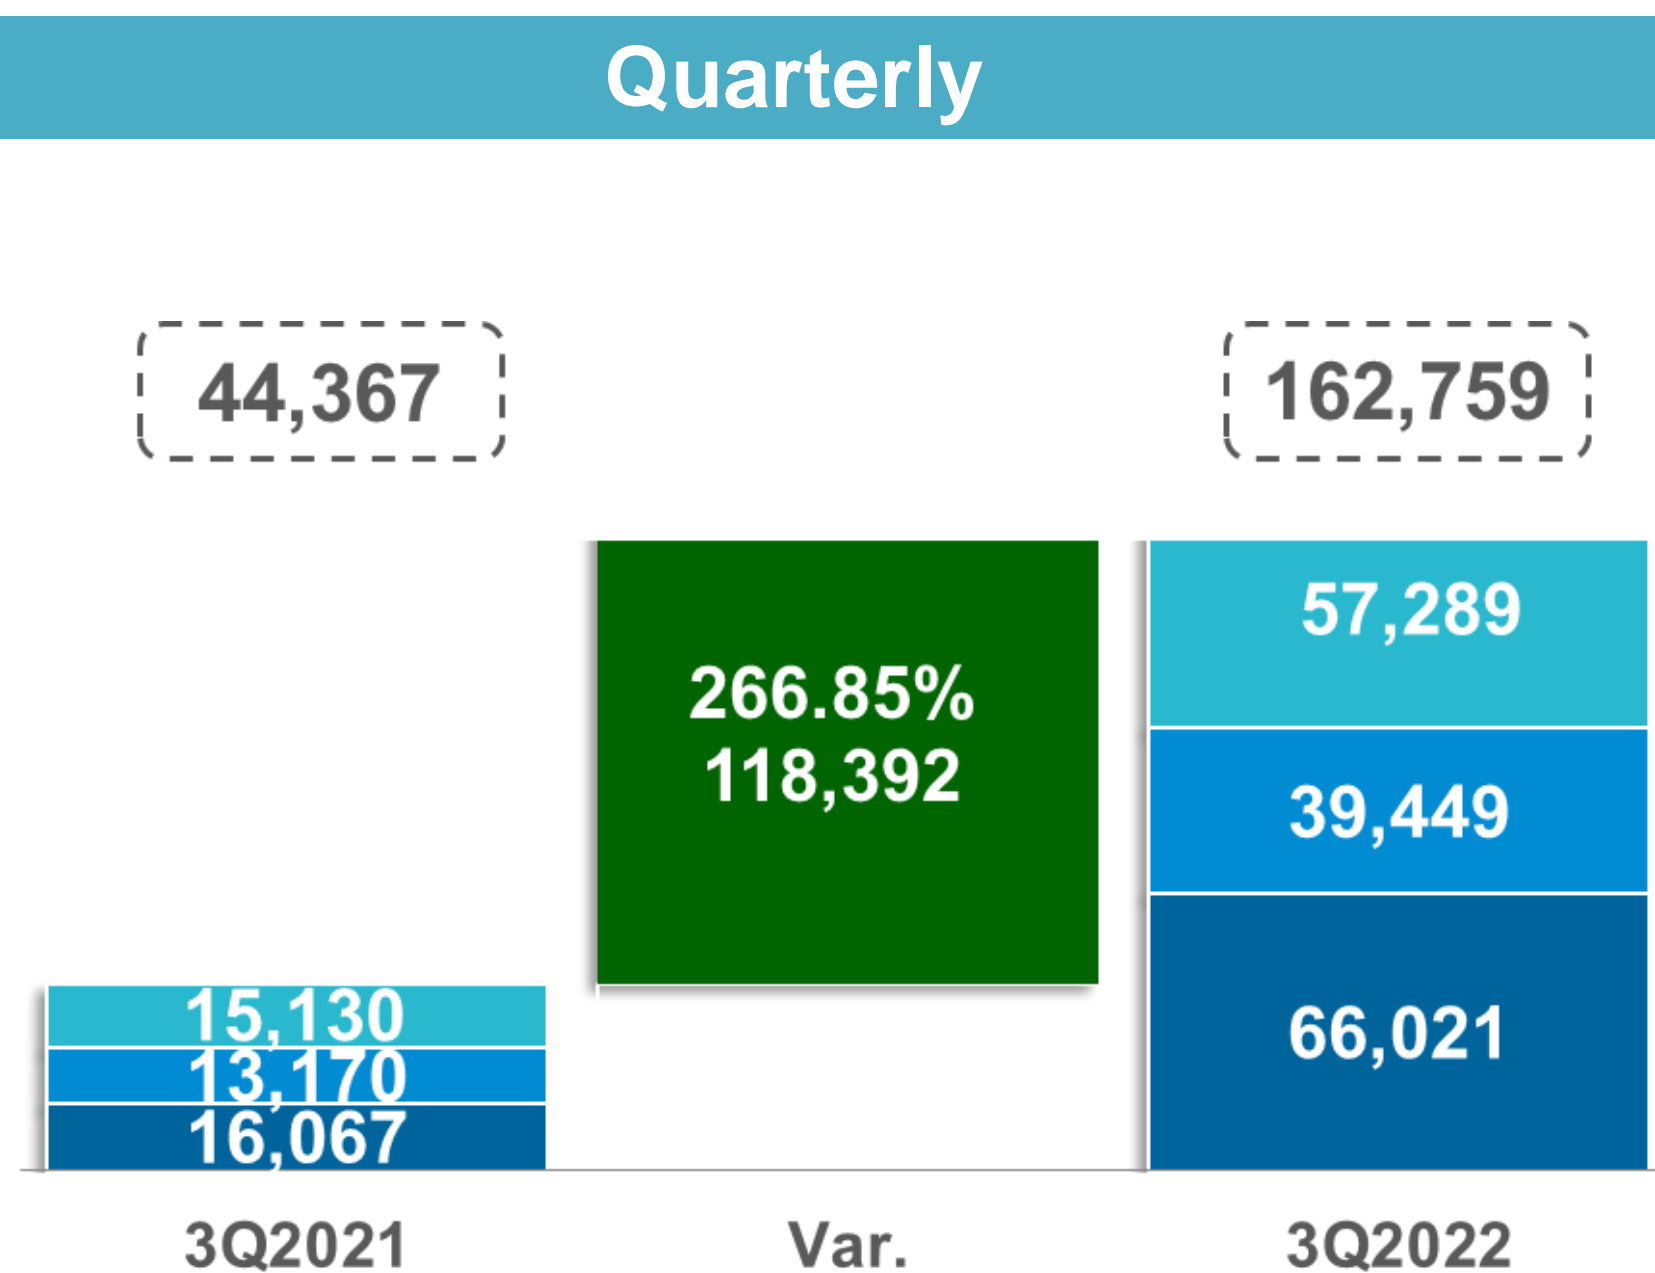 Quarterly
44,367
162,759
266.85%
118,392
57,289
39,449
66,021
15,130
13,170
16,067
3Q2021
Var.
3Q2022